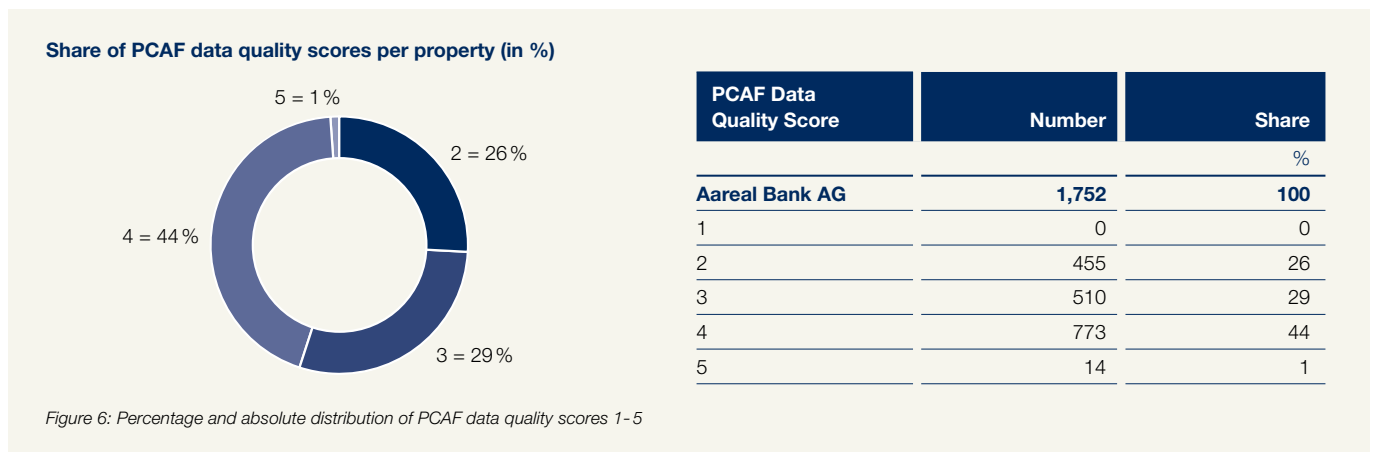 Share of PCAF data quality scores per property (in %)
5 = 1 %
2 = 26 %
4 = 44 %
3 = 29 %
PCAF Data
Quality Score Number Share
%
Aareal Bank AG 1,752 100
1 0 0
2 455 26
3 510 29
4 773 44
5 14 1
Figure 6: Percentage and absolute distribution of PCAF data quality scores 1 - 5